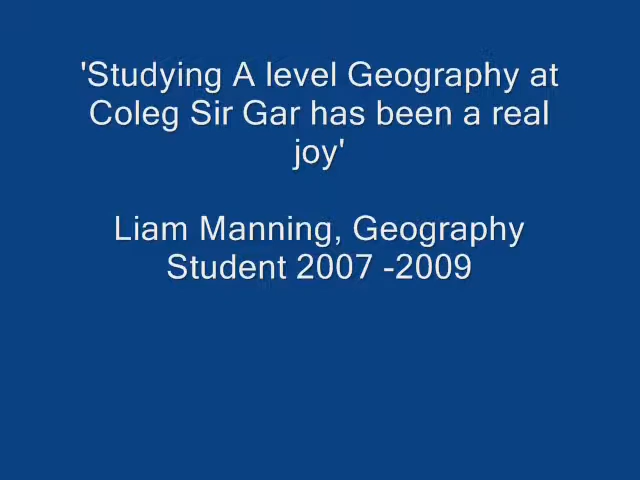 'Studying A level Geography at
Coleg Sir Gar has been a real
joy'
Liam Manning, Geography
Student 2007 -2009